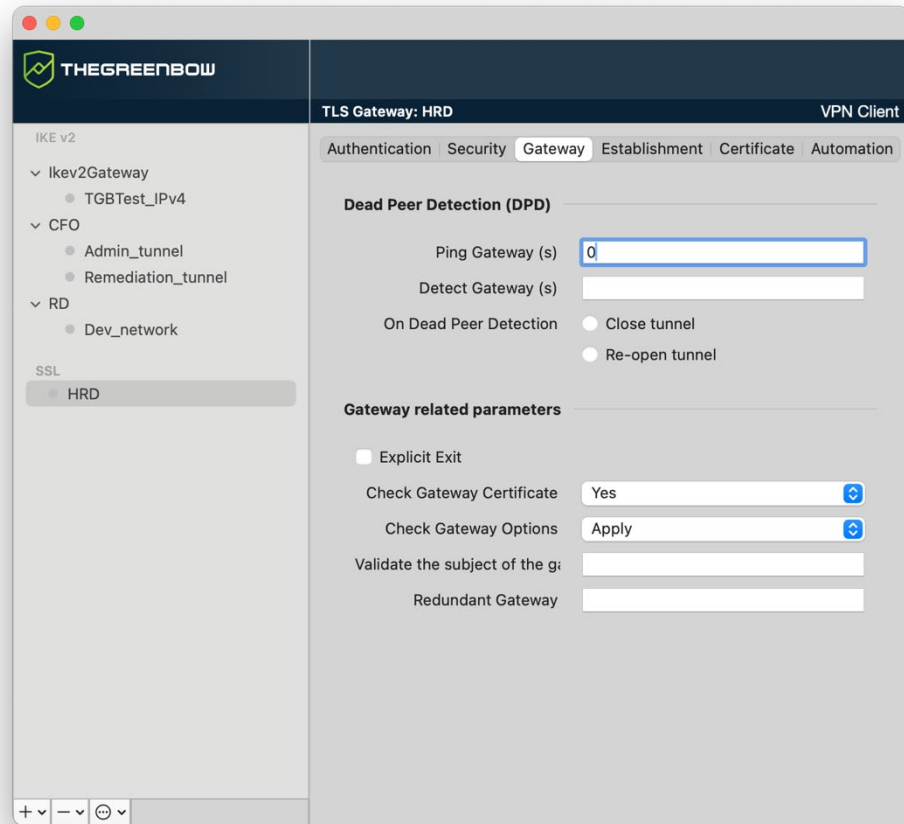 THEGREENBOW
TLS Gateway: HRD VPN Client
IKE v2
Ikev2Gateway
TGBTest_IPv4
CFO
Admin_tunnel
Remediation_tunnel
RD
Dev_network
SSL
HRD
Authentication Security Gateway Establishment Certificate Automation
Dead Peer Detection (DPD)
Ping Gateway (s) 0
Detect Gateway (s)
On Dead Peer Detection Close tunnel
Re-open tunnel
Gateway related parameters
Explicit Exit
Check Gateway Certificate Yes
Check Gateway Options Apply
Validate the subject of the ga
Redundant Gateway